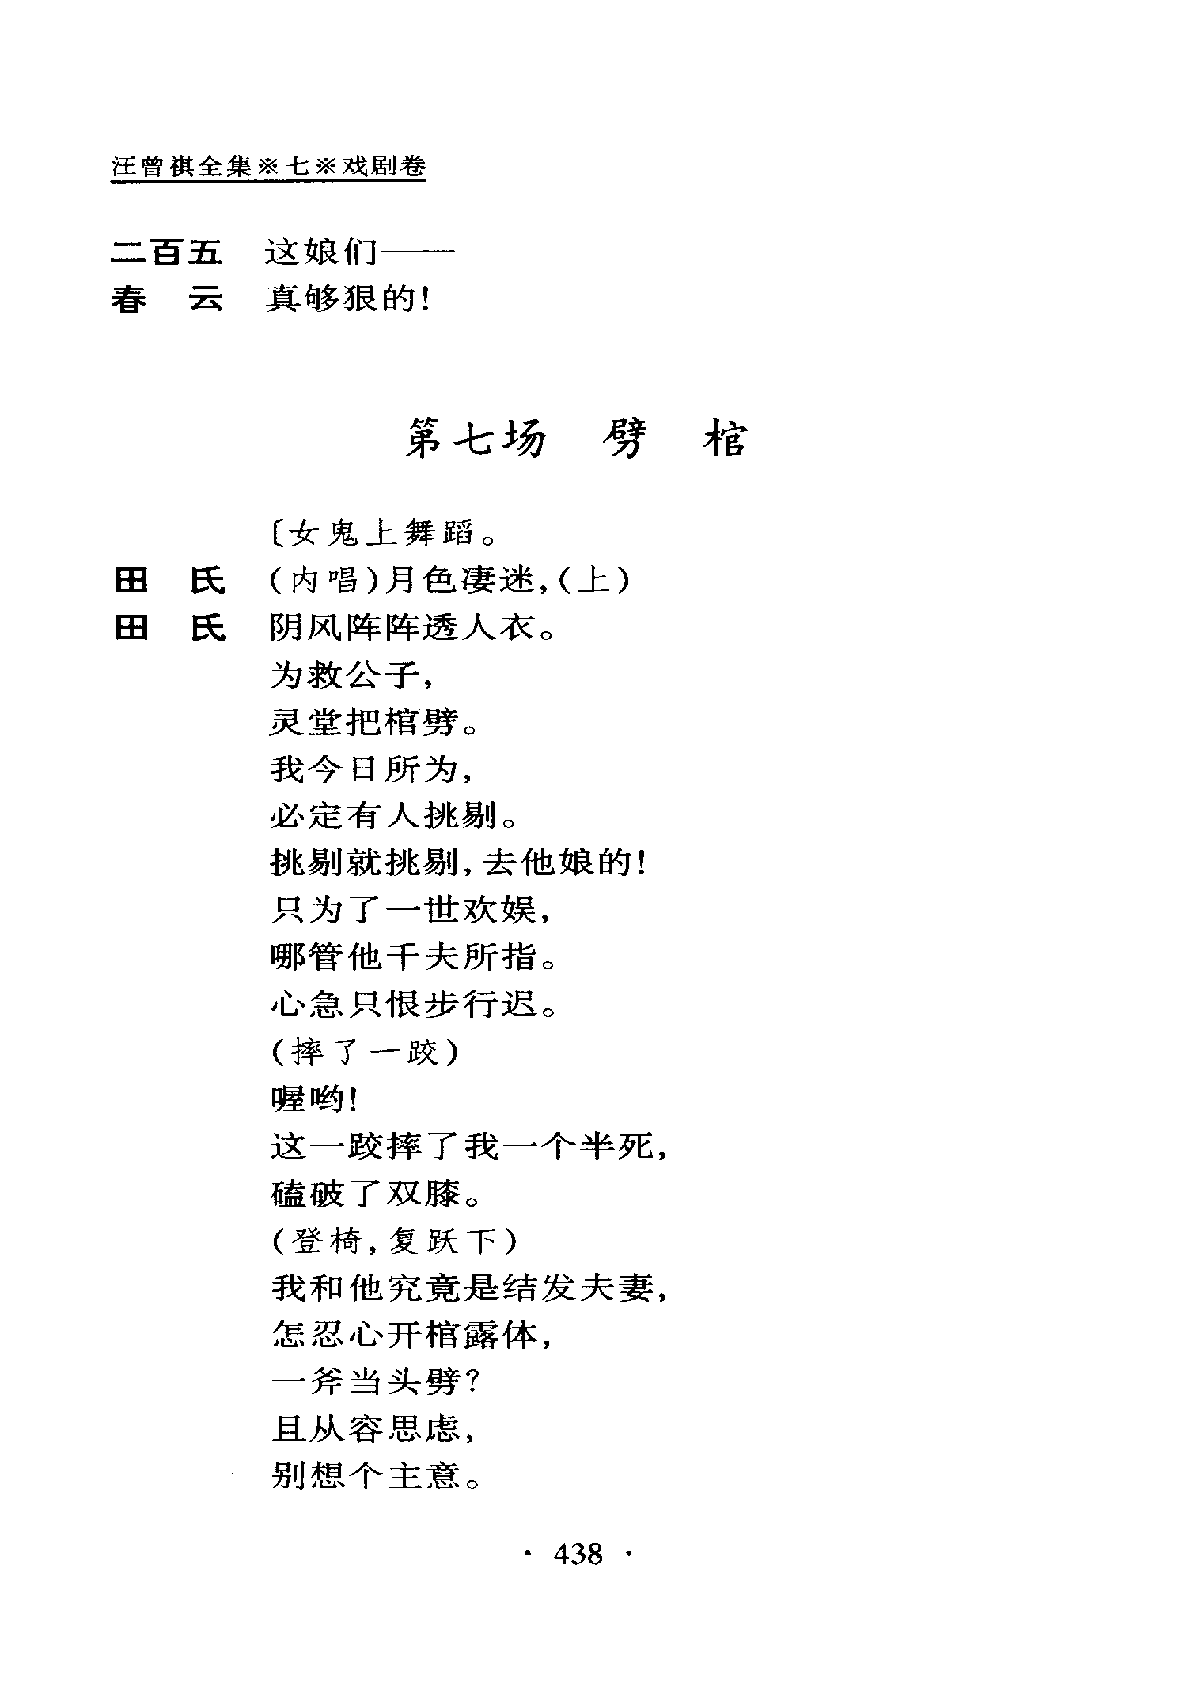 汪曾祺全集※七※戏剧卷
二百五 这娘们——
春 云 真够狠的!
第七场 劈 棺
〔女鬼上舞蹈。
田 氏 (内唱)月色凄迷,(上)
田 氏 阴风阵阵透人衣。
为救公子,
灵堂把棺劈。
我今日所为,
必定有人挑剔。
挑剔就挑剔,去他娘的!
只为了一世欢娱,
哪管他千夫所指。
心急只恨步行迟。
(摔了一跤)
喔哟!
这一跤摔了我一个半死,
磕破了双膝。
(登椅,复跃下)
我和他究竟是结发夫妻,
怎忍心开棺露体,
一斧当头劈?
且从容思虑,
别想个主意。
· 438 ·